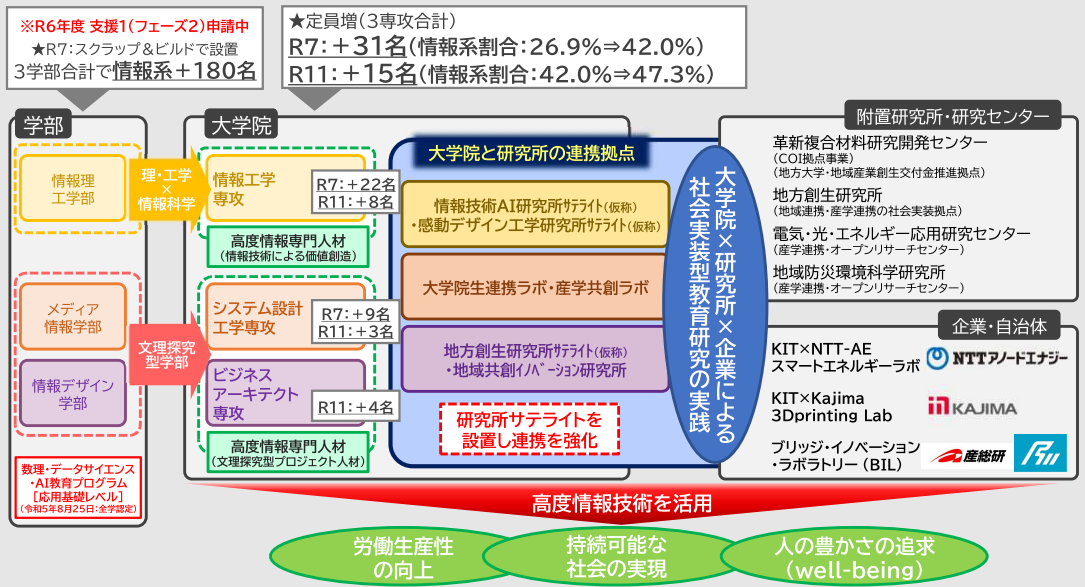 ※R6年度 支援1(フェーズ2)申請中
★R7:スクラップ&ビルドで設置
3学部合計で情報系+180名
★定員増(3専攻合計)
R7:+31名(情報系割合:26.9%⇒42.0%)
R11:+15名(情報系割合:42.0%⇒47.3%)
学部
情報理
工学部
メディア
情報学部
情報デザイン
学部
数理・データサイエンス
・AI教育プログラム
[応用基礎レベル]
(令和5年8月25日:全学認定)
理・工学
×
情報科学
文理探究
型学部
大学院
情報工学
専攻
R7:+22名
R11:+8名
高度情報専門人材
(情報技術による価値創造)
システム設計
工学専攻
R7:+9名
R11:+3名
ビジネス
アーキテクト
専攻
R11:+4名
高度情報専門人材
(文理探究型プロジェクト人材)
大学院と研究所の連携拠点
情報技術AI研究所ｻﾃﾗｲﾄ(仮称)
・感動デザイン工学研究所ｻﾃﾗｲﾄ(仮称)
大学院生連携ラボ・産学共創ラボ
地方創生研究所ｻﾃﾗｲﾄ(仮称)
・地域共創ｲﾉﾍﾞｰｼｮﾝ研究所
研究所サテライトを
設置し連携を強化
大学院×研究所×企業による
社会実装型教育研究の実践
附置研究所・研究センター
革新複合材料研究開発センター
(COI拠点事業)
(地方大学・地域産業創生交付金推進拠点)
地方創生研究所
(地域連携・産学連携の社会実装拠点)
電気・光・エネルギー応用研究センター
(産学連携・オープンリサーチセンター)
地域防災環境科学研究所
(産学連携・オープンリサーチセンター)
企業・自治体
KIT×NTT-AE
スマートエネルギーラボ
NTTアノードエナジー
KIT×Kajima
3Dprinting Lab
KAJIMA
ブリッジ・イノベーション
・ラボラトリー(BIL)
産総研
高度情報技術を活用
労働生産性
の向上
持続可能な
社会の実現
人の豊かさの追求
(well-being)